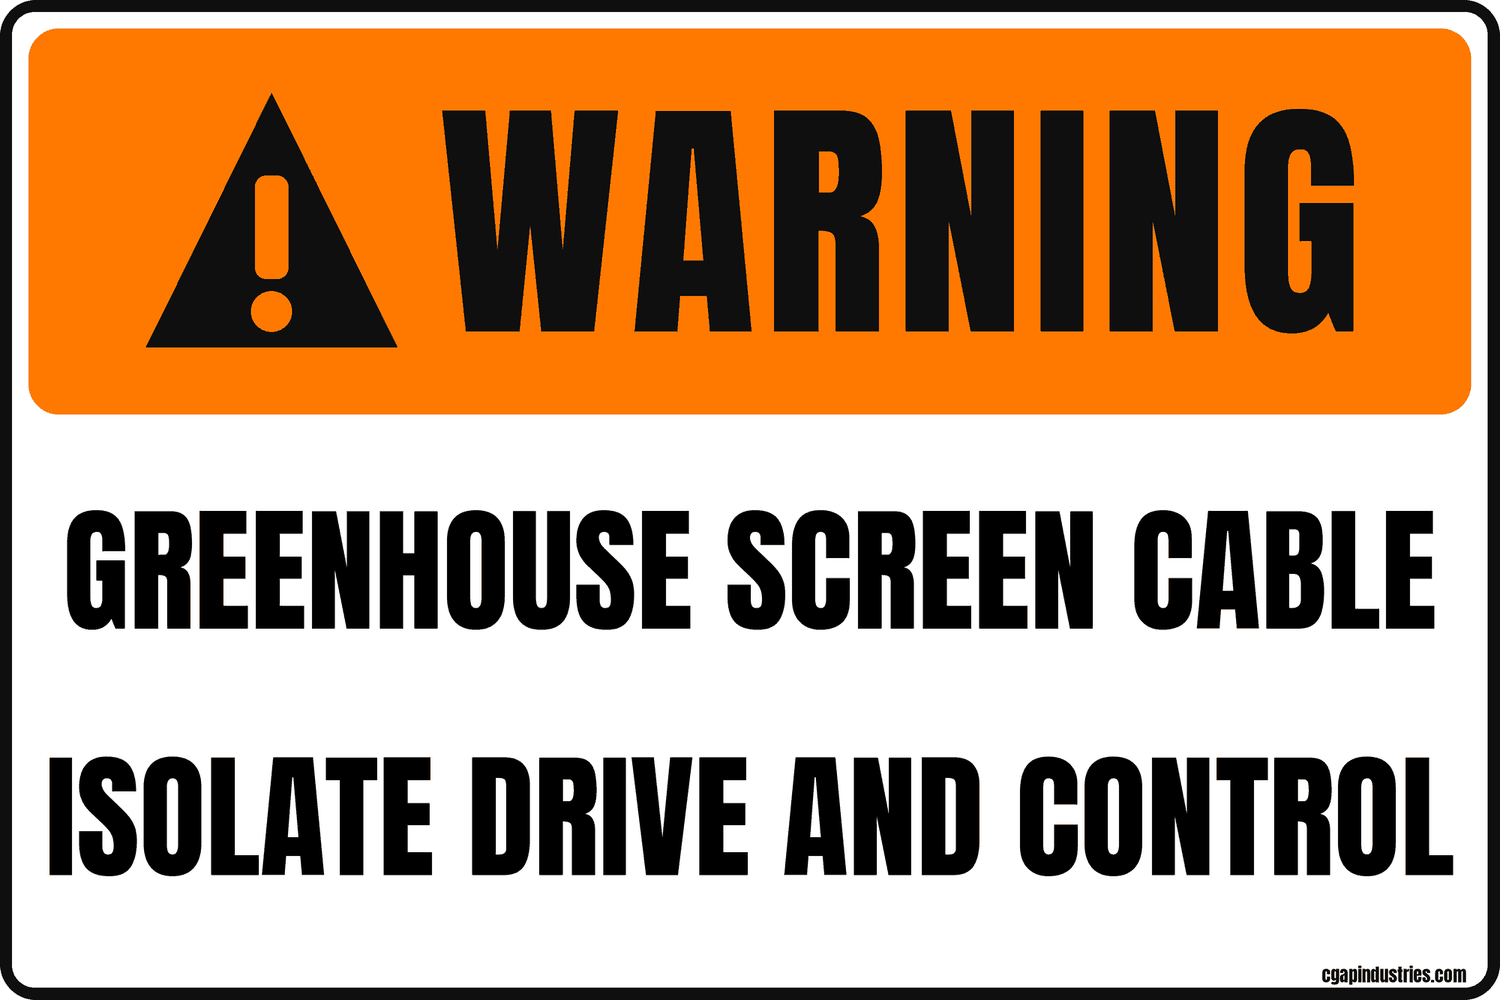 WARNING
GREENHOUSE SCREEN CABLE
ISOLATE DRIVE AND CONTROL
cgapindustries.com